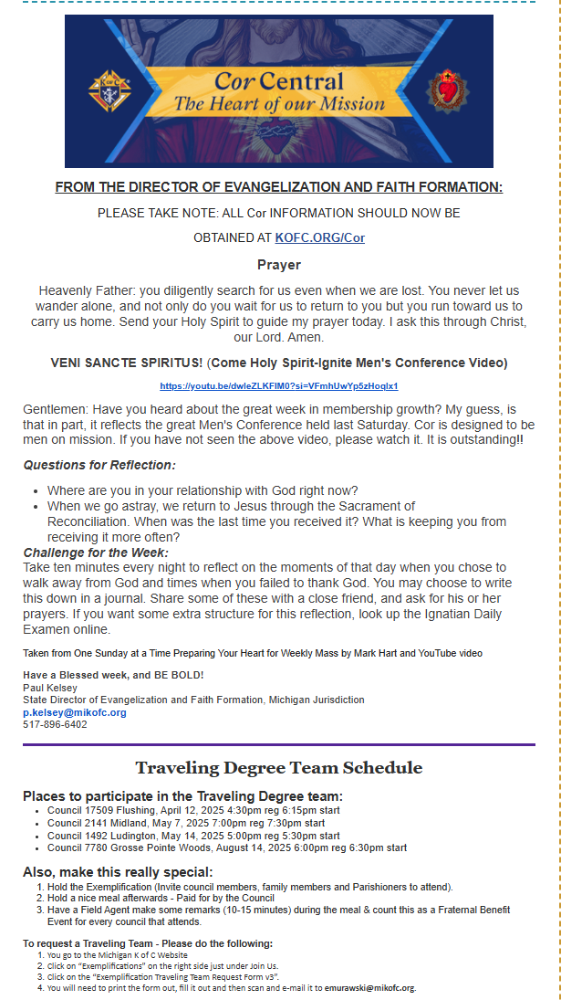 K of C
Cor Central
The Heart of our Mission
FROM THE DIRECTOR OF EVANGELIZATION AND FAITH FORMATION:
PLEASE TAKE NOTE: ALL Cor INFORMATION SHOULD NOW BE
OBTAINED AT KOFC.ORG/Cor
Prayer
Heavenly Father: you diligently search for us even when we are lost. You never let us
wander alone, and not only do you wait for us to return to you but you run toward us to
carry us home. Send your Holy Spirit to guide my prayer today. I ask this through Christ,
our Lord. Amen.
VENI SANCTE SPIRITUS! (Come Holy Spirit-Ignite Men's Conference Video)
https://youtu.be/dwIeZLKFIM0?si=VFmhUwYp5zHoqIx1
Gentlemen: Have you heard about the great week in membership growth? My guess, is
that in part, it reflects the great Men's Conference held last Saturday. Cor is designed to be
men on mission. If you have not seen the above video, please watch it. It is outstanding!!
Questions for Reflection:
• Where are you in your relationship with God right now?
• When we go astray, we return to Jesus through the Sacrament of
Reconciliation. When was the last time you received it? What is keeping you from
receiving it more often?
Challenge for the Week:
Take ten minutes every night to reflect on the moments of that day when you chose to
walk away from God and times when you failed to thank God. You may choose to write
this down in a journal. Share some of these with a close friend, and ask for his or her
prayers. If you want some extra structure for this reflection, look up the Ignatian Daily
Examen online.
Taken from One Sunday at a Time Preparing Your Heart for Weekly Mass by Mark Hart and YouTube video
Have a Blessed week, and BE BOLD!
Paul Kelsey
State Director of Evangelization and Faith Formation, Michigan Jurisdiction
p.kelsey@mikofc.org
517-896-6402
Traveling Degree Team Schedule
Places to participate in the Traveling Degree team:
• Council 17509 Flushing, April 12, 2025 4:30pm reg 6:15pm start
• Council 2141 Midland, May 7, 2025 7:00pm reg 7:30pm start
• Council 1492 Ludington, May 14, 2025 5:00pm reg 5:30pm start
• Council 7780 Grosse Pointe Woods, August 14, 2025 6:00pm reg 6:30pm start
Also, make this really special:
1. Hold the Exemplification (Invite council members, family members and Parishioners to attend).
2. Hold a nice meal afterwards - Paid for by the Council
3. Have a Field Agent make some remarks (10-15 minutes) during the meal & count this as a Fraternal Benefit
Event for every council that attends.
To request a Traveling Team - Please do the following:
1. You go to the Michigan K of C Website
2. Click on “Exemplifications” on the right side just under Join Us.
3. Click on the “Exemplification Traveling Team Request Form v3”.
4. You will need to print the form out, fill it out and then scan and e-mail it to emurawski@mikofc.org.